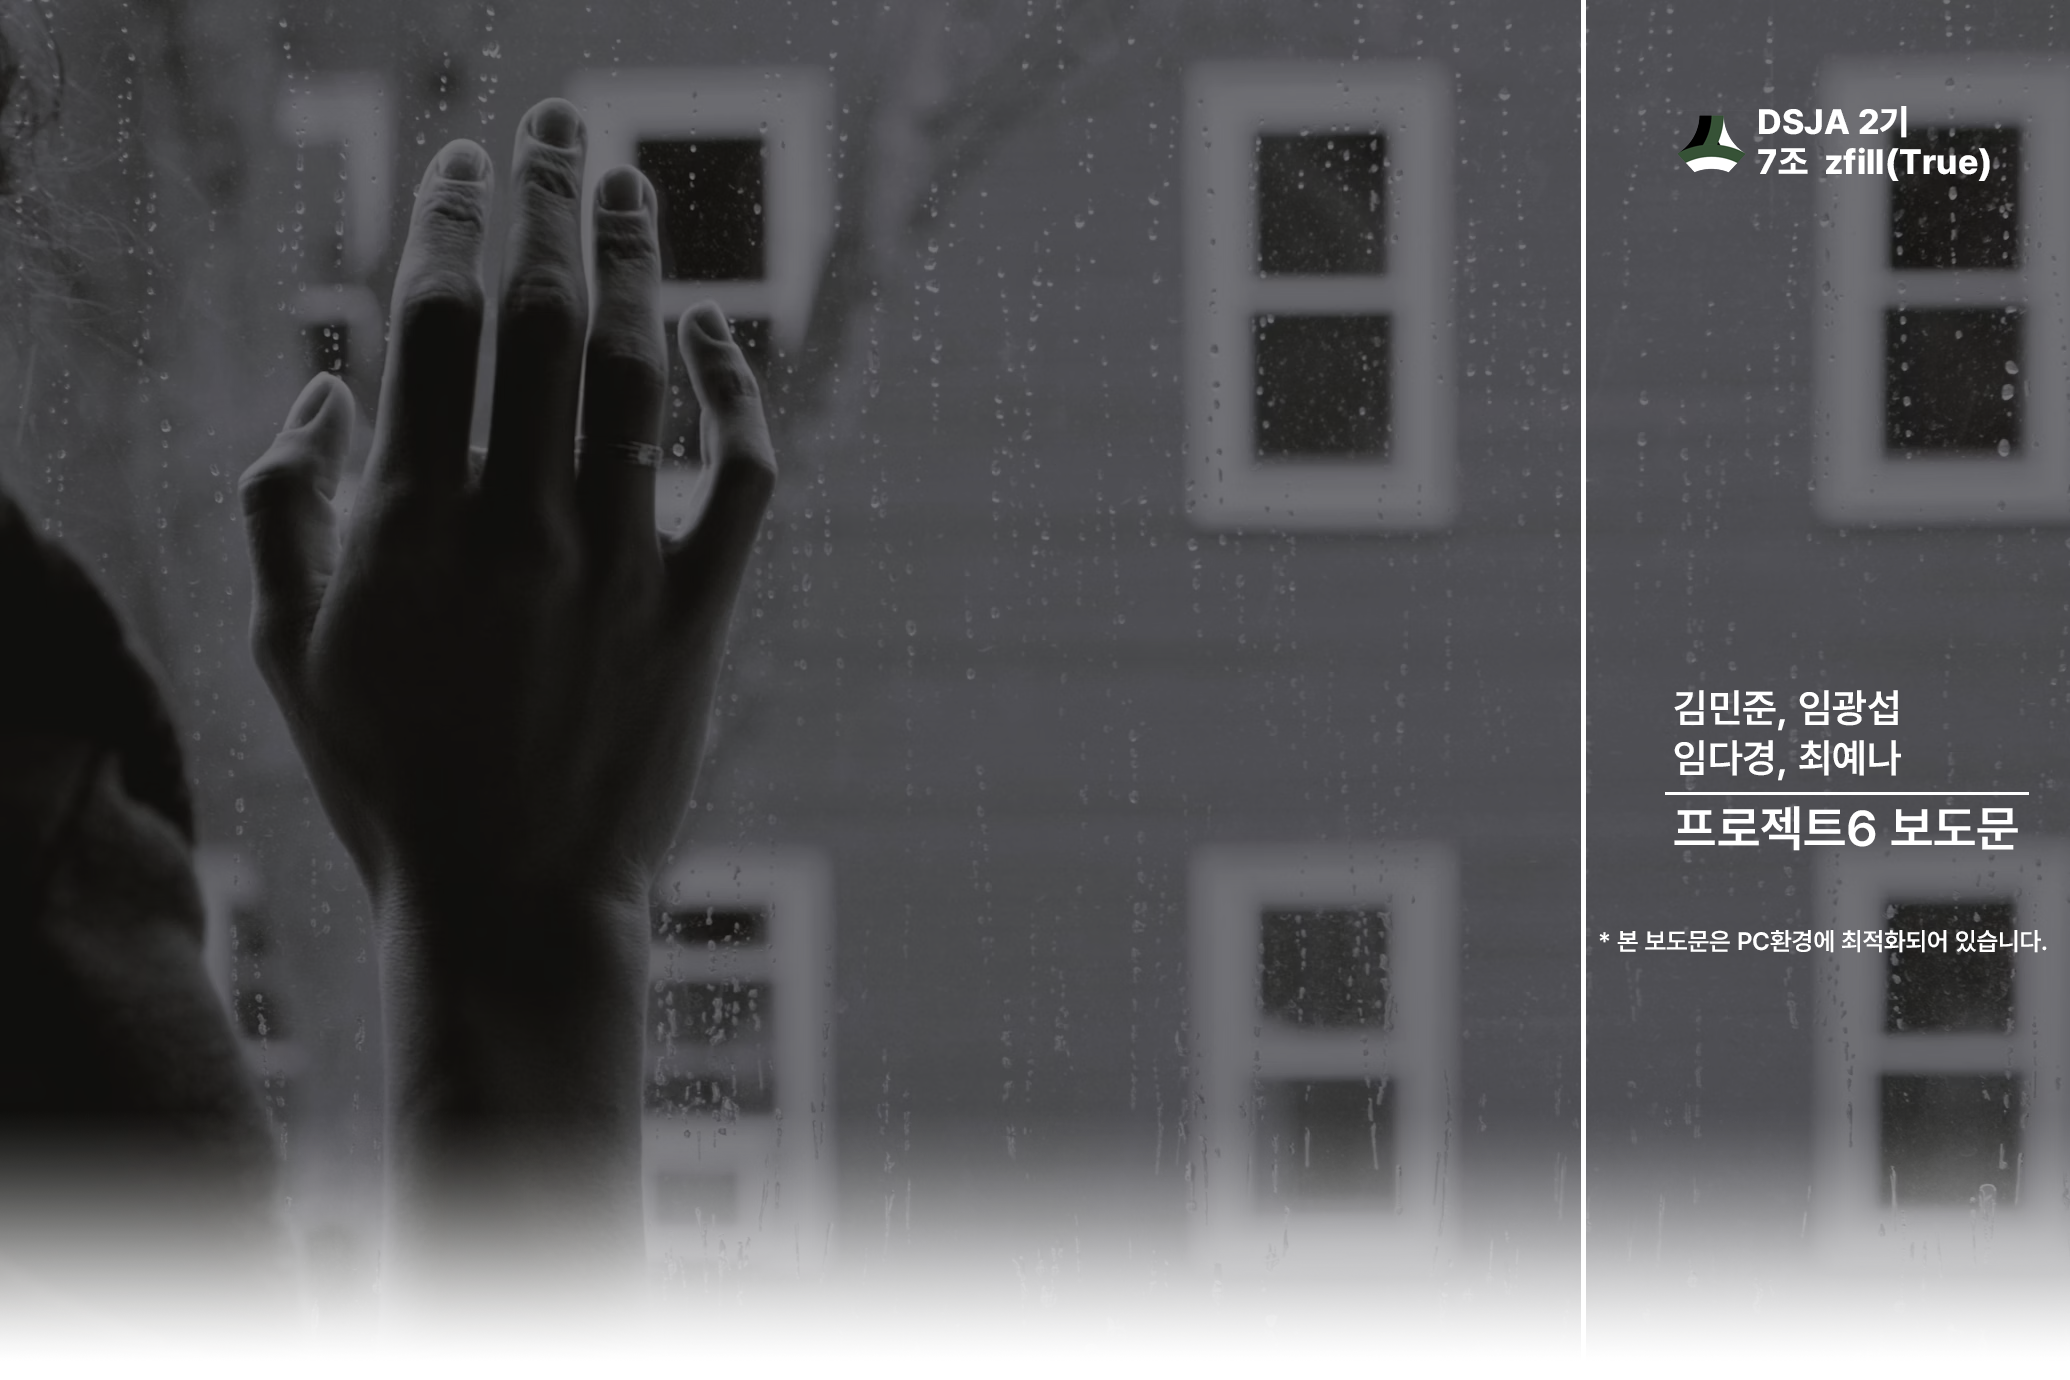 DSJA 2기
7조 zfill(True)
김민준, 임광섭
임다경, 최예나
프로젝트6 보도문
* 본 보도문은 PC환경에 최적화되어 있습니다.